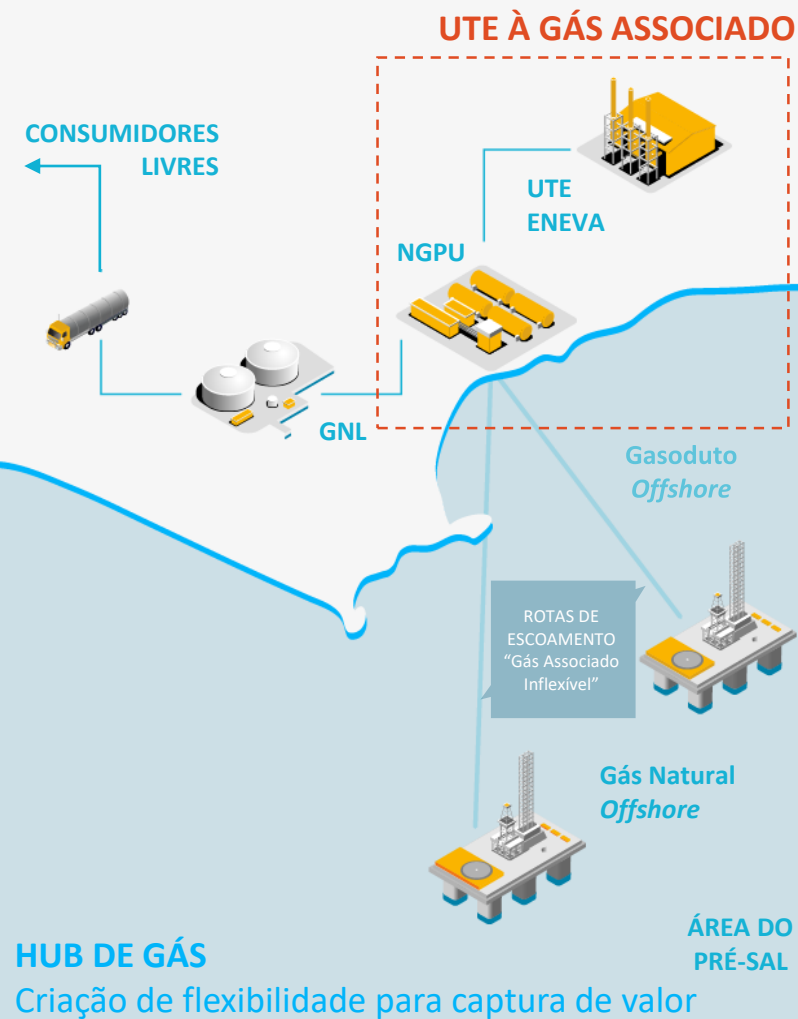 UTE À GÁS ASSOCIADO
CONSUMIDORES
LIVRES
UTE
ENEVA
NGPU
GNL
Gasoduto
Offshore
ROTAS DE
ESCOAMENTO
“Gás Associado
Inflexível”
Gás Natural
Offshore
ÁREA DO
PRÉ-SAL
HUB DE GÁS
Criação de flexibilidade para captura de valor